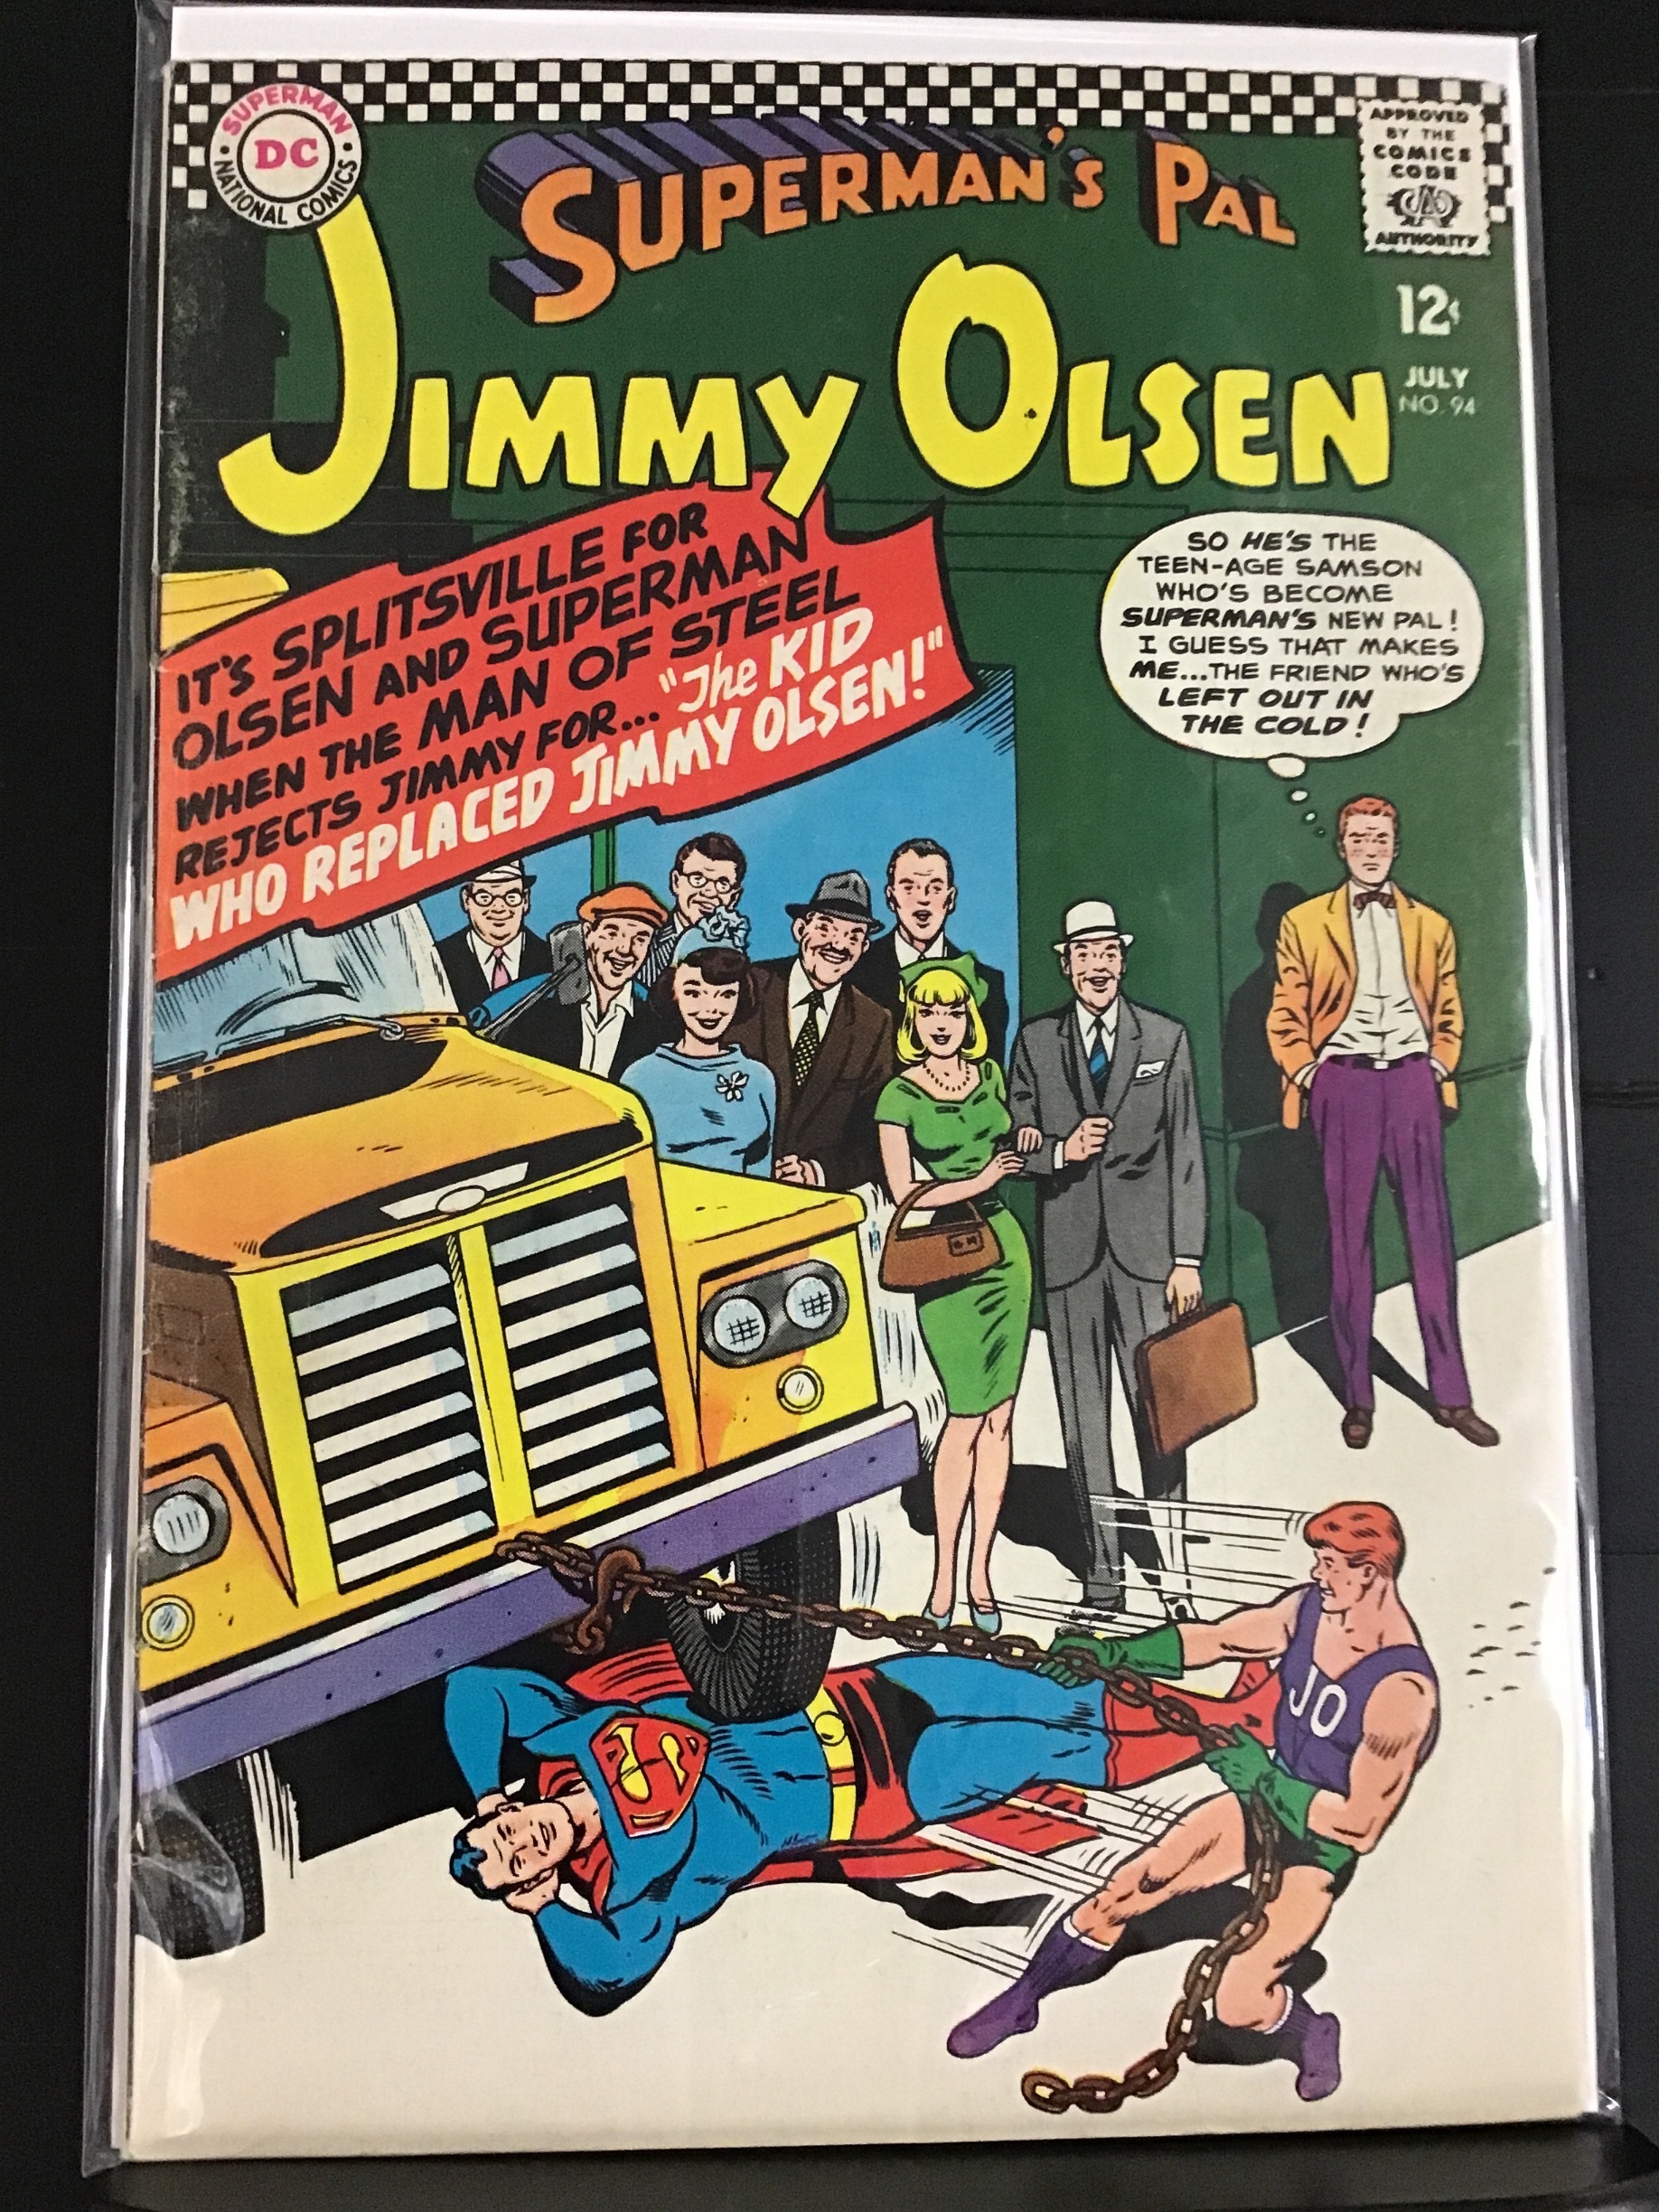 SUPERMAN
DC
NATIONAL COMICS
SUPERMAN'S PAL
JIMMY OLSEN
APPROVED
BY THE
COMICS
CODE
CA
AUTHORITY
12¢
JULY
NO. 94
IT'S SPLITSVILLE FOR
OLSEN AND SUPERMAN
WHEN THE MAN OF STEEL
REJECTS JIMMY FOR... "The KID
WHO REPLACED JIMMY OLSEN!"
SO HE'S THE
TEEN-AGE SAMSON
WHO'S BECOME
SUPERMAN'S NEW PAL!
I GUESS THAT MAKES
ME...THE FRIEND WHO'S
LEFT OUT IN
THE COLD!
S
JO